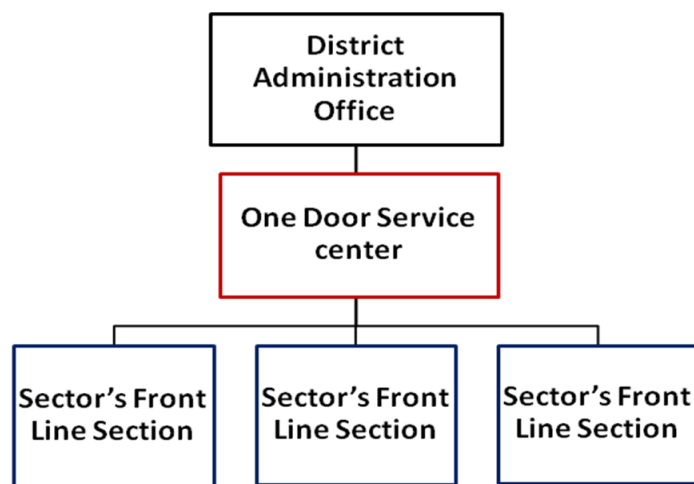 District
Administration
Office
One Door Service
center
Sector’s Front
Line Section
Sector’s Front
Line Section
Sector’s Front
Line Section